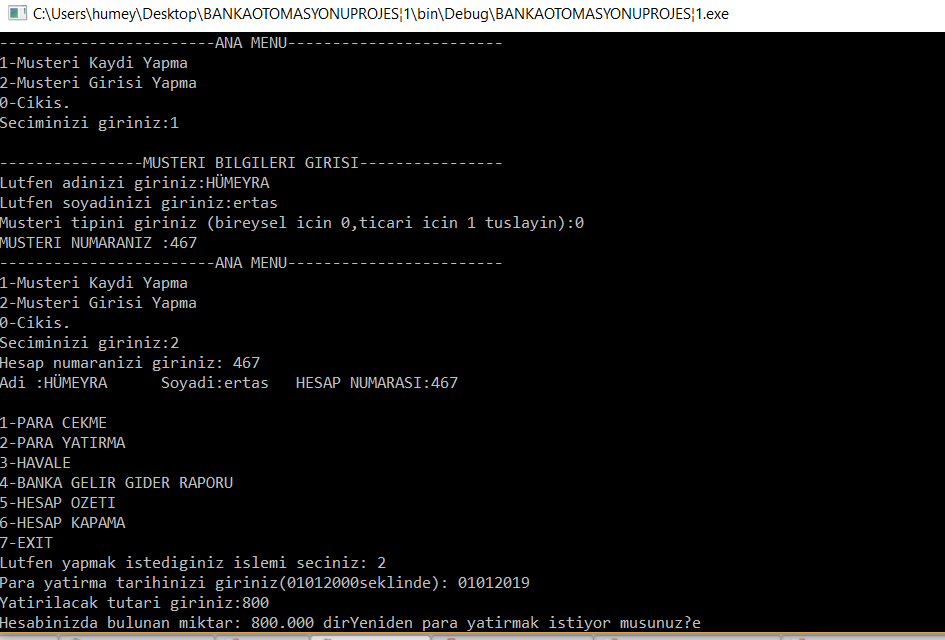 C:\Users\humey\Desktop\BANKAOTOMASYONUPROJES¦1\bin\Debug\BANKAOTOMASYONUPROJES¦1.exe
------------------------ANA MENU------------------------
1-Musteri Kaydi Yapma
2-Musteri Girisi Yapma
0-Cikis.
Seciminizi giriniz:1
----------------MUSTERI BILGILERI GIRISI----------------
Lutfen adinizi giriniz:HÜMEYRA
Lutfen soyadinizi giriniz:ertas
Musteri tipini giriniz (bireysel icin 0,ticari icin 1 tuslayin):0
MUSTERI NUMARANIZ :467
------------------------ANA MENU------------------------
1-Musteri Kaydi Yapma
2-Musteri Girisi Yapma
0-Cikis.
Seciminizi giriniz:2
Hesap numaranizi giriniz: 467
Adi :HÜMEYRA      Soyadi:ertas   HESAP NUMARASI:467
1-PARA CEKME
2-PARA YATIRMA
3-HAVALE
4-BANKA GELIR GIDER RAPORU
5-HESAP OZETI
6-HESAP KAPAMA
7-EXIT
Lutfen yapmak istediginiz islemi seciniz: 2
Para yatirma tarihinizi giriniz(01012000seklinde): 01012019
Yatirilacak tutari giriniz:800
Hesabinizda bulunan miktar: 800.000 dirYeniden para yatirmak istiyor musunuz?e